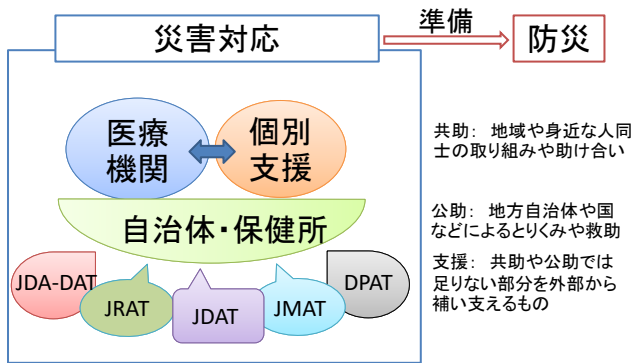 災害対応
準備
防災
医療
機関
個別
支援
自治体・保健所
JDA-DAT
JRAT
JDAT
JMAT
DPAT
共助： 地域や身近な人同
士の取り組みや助け合い
公助： 地方自治体や国
などによるとりくみや救助
支援： 共助や公助では
足りない部分を外部から
補い支えるもの